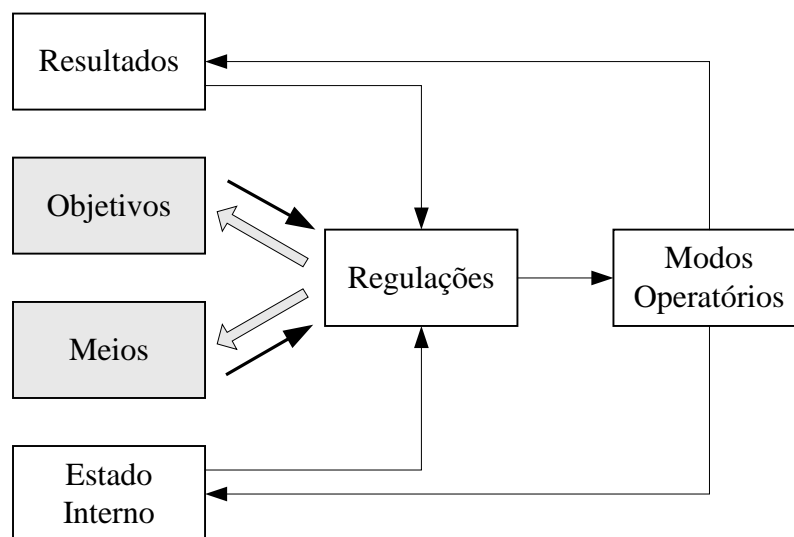 Resultados
Objetivos
Regulações
Modos
Operatórios
Meios
Estado
Interno